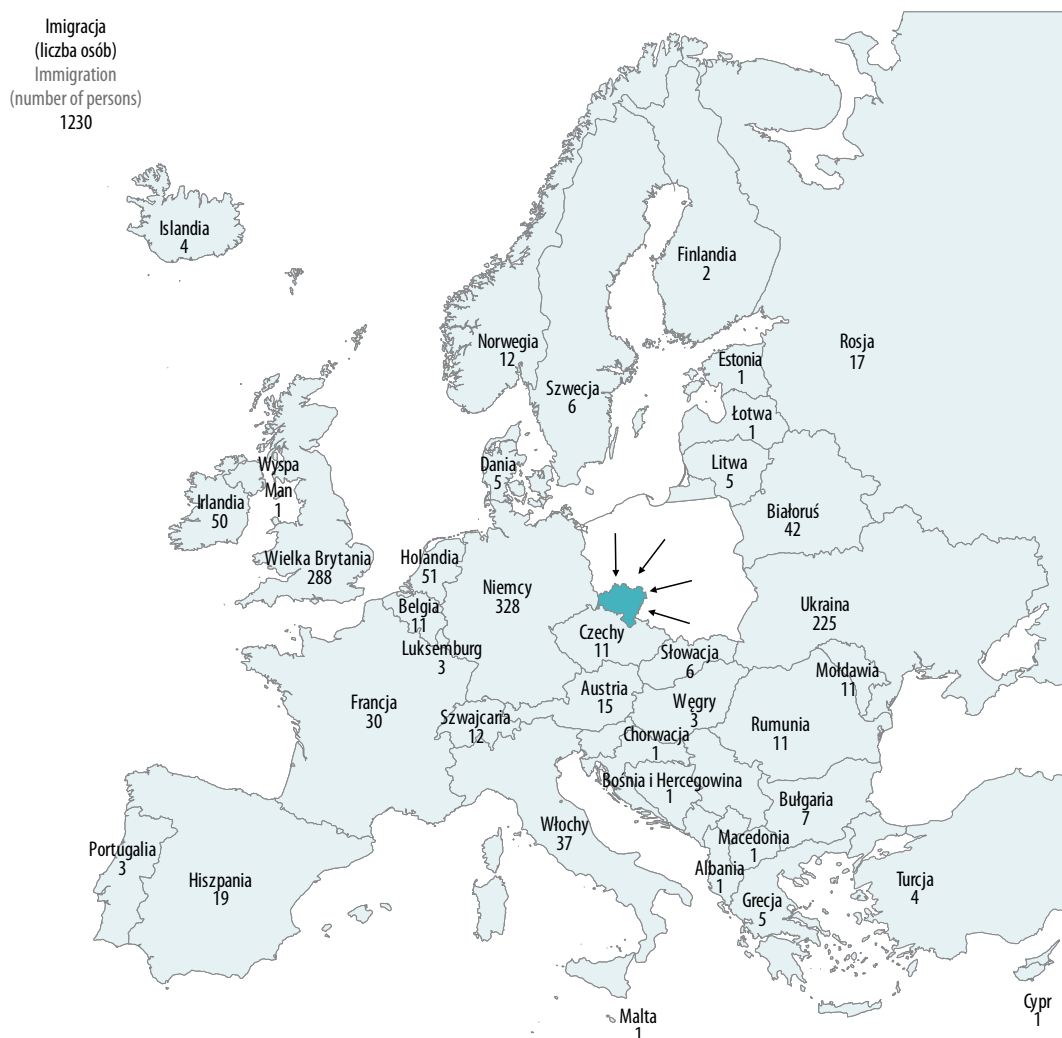 Imigracja
(liczba osób)
Immigration
(number of persons)
1230
Islandia
4
Finlandia
2
Norwegia
12
Rosja
17
Estonia
1
Szwecja
6
Łotwa
1
Wyspa
Man
1
Dania
5
Litwa
5
Irlandia
50
Białoruś
42
Wielka Brytania
288
Holandia
51
Niemcy
328
Belgia
11
Ukraina
225
Czechy
11
Luksemburg
3
Słowacja
6
Mołdawia
11
Austria
15
Francja
30
Węgry
3
Szwajcaria
12
Rumunia
11
Chorwacja
1
Bośnia i Hercegowina
1
Bułgaria
7
Włochy
37
Macedonia
1
Portugalia
3
Albania
1
Hiszpania
19
Turcja
4
Grecja
5
Cypr
1
Malta
1